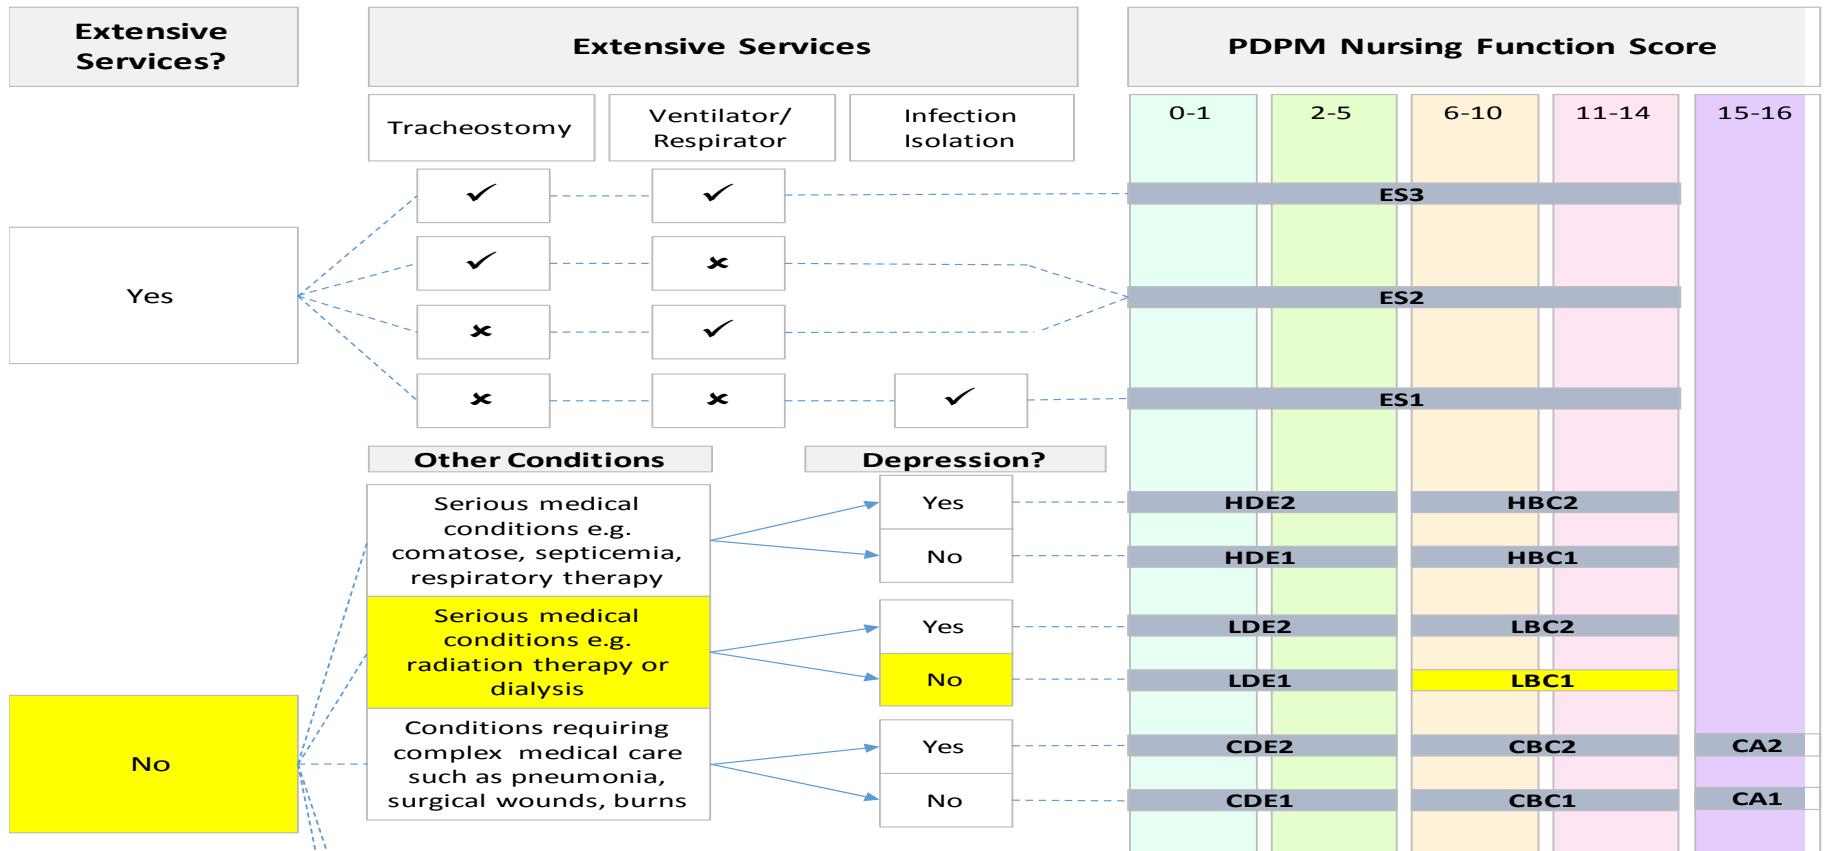 Extensive
Services?
Extensive Services
PDPM Nursing Function Score
Tracheostomy
Ventilator/
Respirator
Infection
Isolation
0-1
2-5
6-10
11-14
15-16
Yes
✓ ✓
ES3
✓ ×
ES2
× ✓
× × ✓
ES1
Other Conditions
Depression?
Serious medical
conditions e.g.
comatose, septicemia,
respiratory therapy
Yes
HDE2
HBC2
No
HDE1
HBC1
Serious medical
conditions e.g.
radiation therapy or
dialysis
Yes
LDE2
LBC2
No
LDE1
LBC1
No
Conditions requiring
complex medical care
such as pneumonia,
surgical wounds, burns
Yes
CDE2
CBC2
CA2
No
CDE1
CBC1
CA1